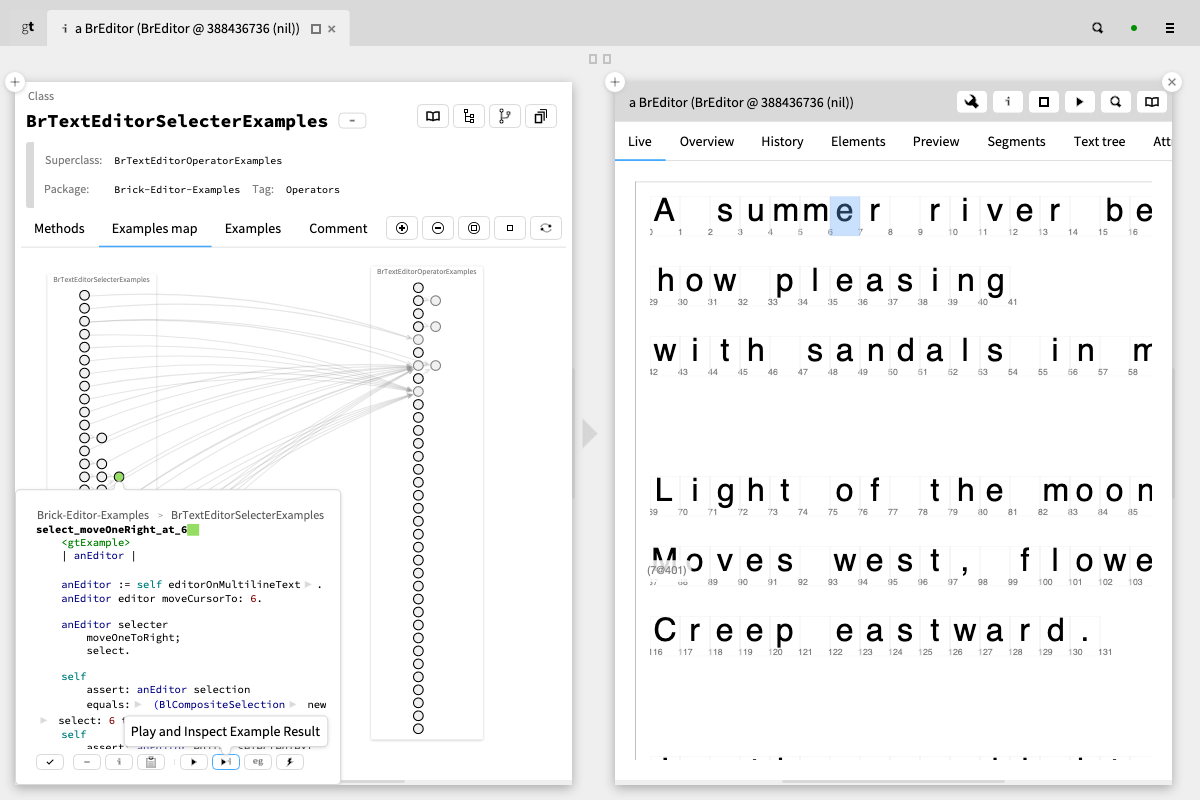 gt
i a BrEditor (BrEditor @ 388436736 (nil))
Class
BrTextEditorSelecterExamples
Superclass: BrTextEditorOperatorExamples
Package: Brick-Editor-Examples Tag: Operators
Methods Examples map Examples Comment
BrTextEditorSelecterExamples
BrTextEditorOperatorExamples
Brick-Editor-Examples > BrTextEditorSelecterExamples
select_moveOneRight_at_6
<gtExample>
| anEditor |
anEditor := self editorOnMultilineText .
anEditor editor moveCursorTo: 6.
anEditor selecter
moveOneToRight;
select.
self
assert: anEditor selection
equals: (BlCompositeSelection new
select: 6
self
Play and Inspect Example Result
i i eg
a BrEditor (BrEditor @ 388436736 (nil))
i
Live Overview History Elements Preview Segments Text tree Att
A summer river be
0 1 2 3 4 5 6 7 8 9 10 11 12 13 14 15 16
how pleasing
29 30 31 32 33 34 35 36 37 38 39 40 41
with sandals in m
42 43 44 45 46 47 48 49 50 51 52 53 54 55 56 57 58
Light of the moon
69 70 71 72 73 74 75 76 77 78 79 80 81 82 83 84 85
Moves west, flowe
(7@401)
87 88 89 90 91 92 93 94 95 96 97 98 99 100 101 102 103
Creep eastward.
116 117 118 119 120 121 122 123 124 125 126 127 128 129 130 131